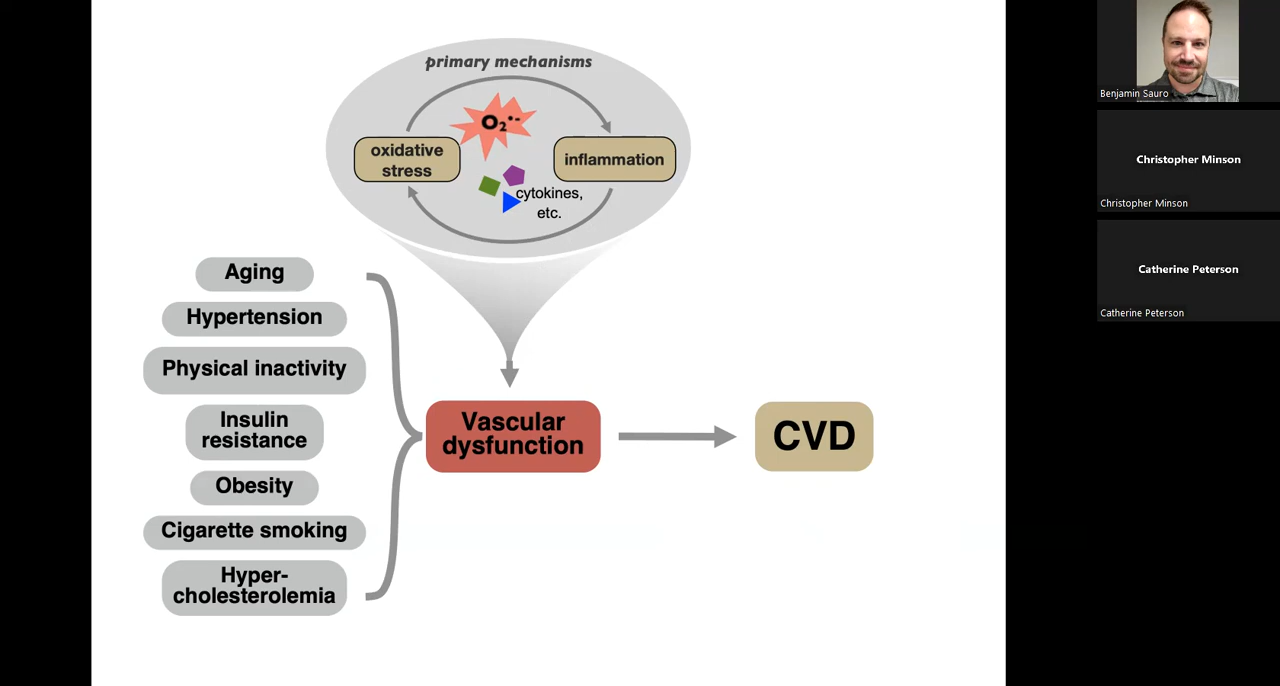 primary mechanisms
O₂•-
oxidative
stress
inflammation
cytokines,
etc.
Aging
Hypertension
Physical inactivity
Insulin
resistance
Obesity
Cigarette smoking
Hyper-
cholesterolemia
Vascular
dysfunction
CVD
Benjamin Sauro
Christopher Minson
Christopher Minson
Catherine Peterson
Catherine Peterson